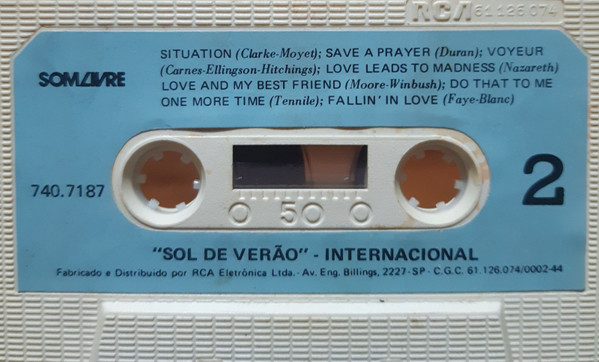 RCA 61 126 074
SITUATION (Clarke-Moyet); SAVE A PRAYER (Duran); VOYEUR
(Carnes-Ellingson-Hitchings); LOVE LEADS TO MADNESS (Nazareth)
LOVE AND MY BEST FRIEND (Moore-Winbush); DO THAT TO ME
ONE MORE TIME (Tennile); FALLIN' IN LOVE (Faye-Blanc)
SOMLIVRE
740.7187
2
50
"SOL DE VERÃO" - INTERNACIONAL
Fabricado e Distribuido por RCA Eletrônica Ltda. · Av. Eng. Billings, 2227-SP · C.G.C. 61.126.074/0002-44